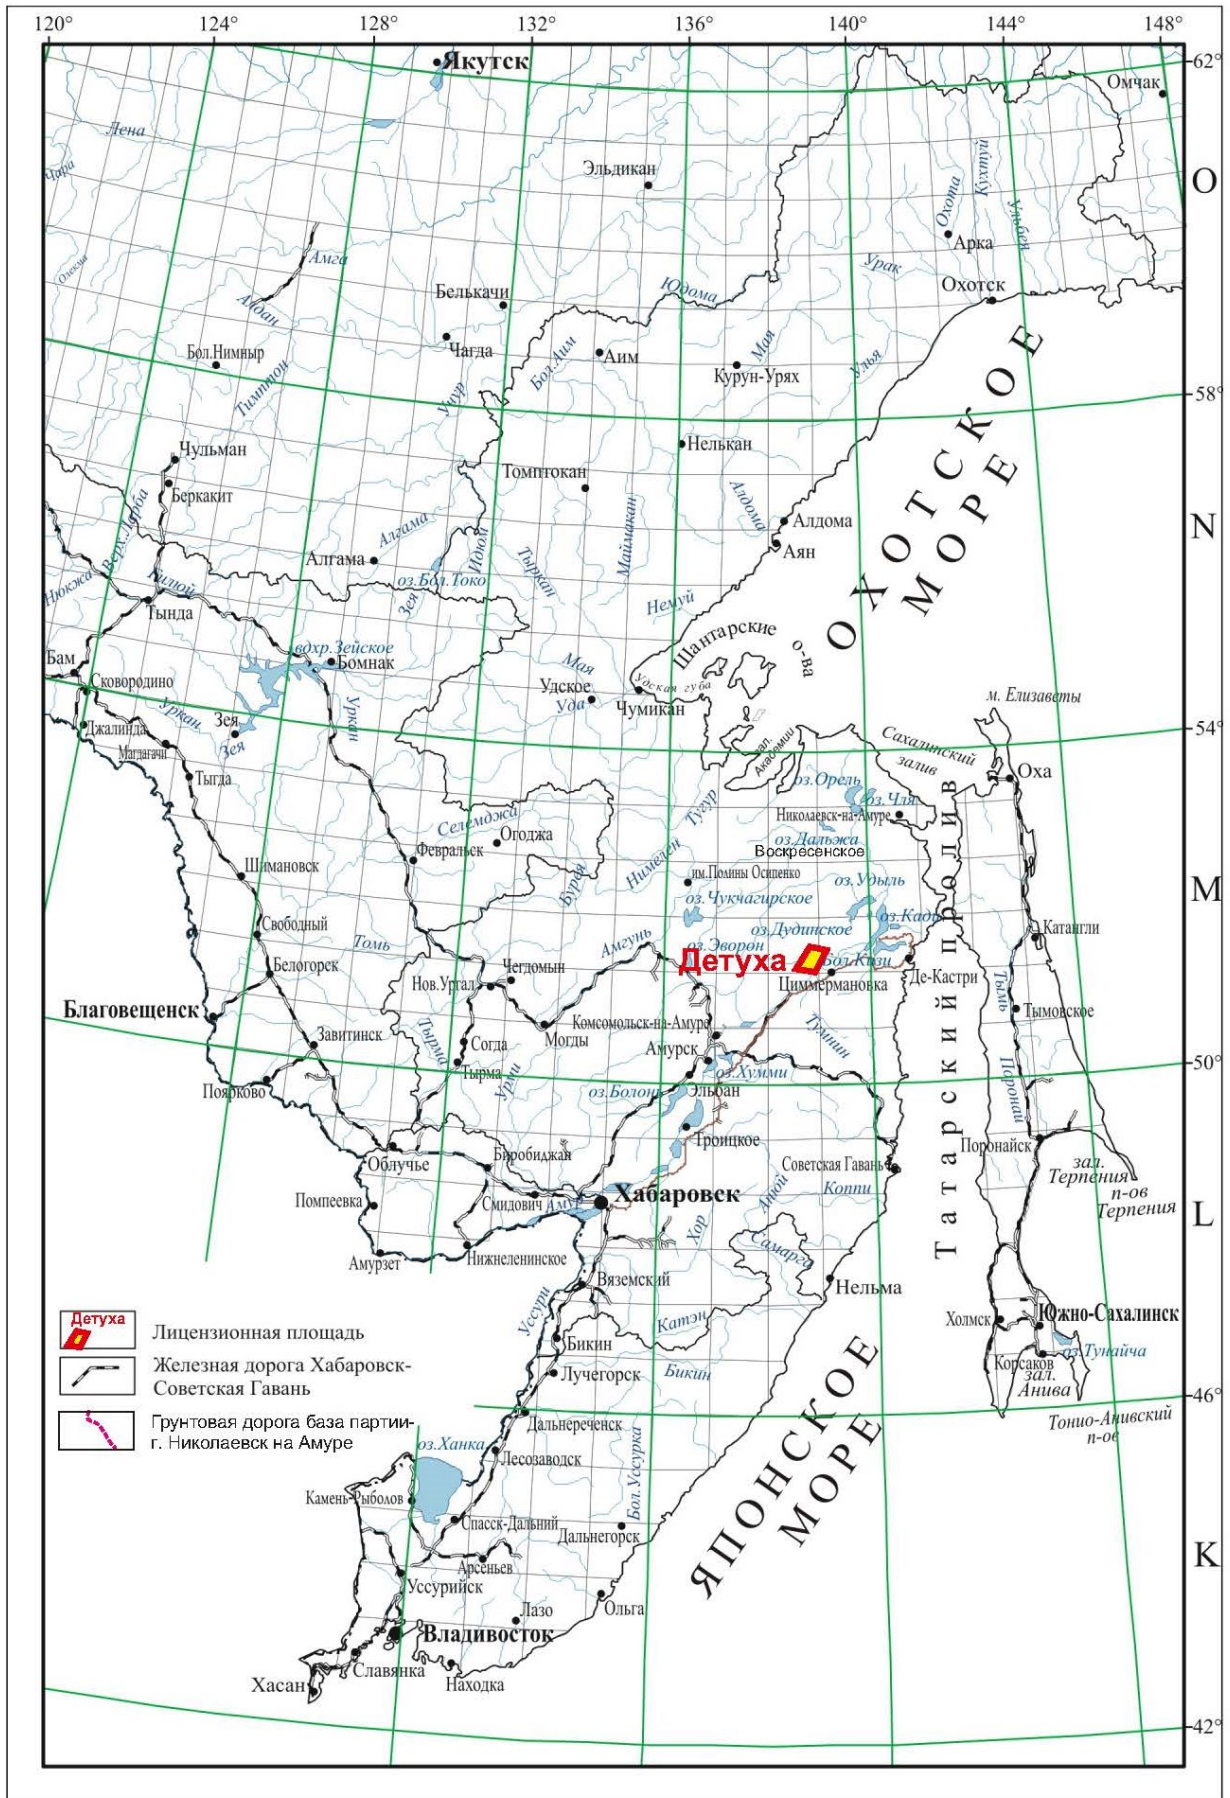 120° 124° 128° 132° 136° 140° 144° 148°
Якутск
62°
Омчак
Лена
Чара
Эльдикан
О
Охота
Кухтуй
Ульбея
Арка
Олекма
Амга
Урак
Юдома
Охотск
Алдан
Белькачи
Чагда
Бол.Нимныр
Тимптон
Бол.Аим
Аим
Мая
Курун-Урях
Улья
Учур
58°
ОХОТСКОЕ
МОРЕ
Чульман
Нелькан
Беркакит
Томптокан
Верх.Ларба
Алдома
Алдома
N
Маймакан
Аян
Алгама
Алгама
Идюм
Тыркан
оз.Бол.Токо
Зея
Нюкжа
Гилюй
Тында
Немуй
Шантарские
о-ва
вдхр.Зейское
Бомнак
Бам
Сковородино
Мая
Удское
Уда
Удская губа
Чумикан
м. Елизаветы
Уркан
Уркан
Зея
Зея
Джалинда
Магдагачи
54°
Тыгда
зал.
Академии
Сахалинский
залив
Оха
оз.Орель
оз.Чля
Николаевск-на-Амуре
Тугур
Селемджа
Огоджа
оз.Дальжа
Воскресенское
Февральск
Шимановск
Нимелен
им.Полины Осипенко
оз.Удыль
М
Бурея
оз.Чукчагирское
оз.Кади
Свободный
Томь
Амгунь
оз.Дудинское
оз.Эворон
Катангли
Белогорск
Чегдомын
Детуха
Бол.Кизи
Нов.Ургал
Циммермановка
Де-Кастри
Тымь
Благовещенск
Комсомольск-на-Амуре
Тымовское
Завитинск
Тырма
Согда
Могды
Амурск
Тумнин
50°
Тырма
Урми
Поярково
оз.Хумми
оз.Болонь
Эльбан
Поронай
Татарский пролив
Троицкое
Поронайск
Облучье
Биробиджан
Советская Гавань
зал.
Терпения
п-ов
Терпения
Помпеевка
Смидович
Амур
Хабаровск
Коппи
Анюй
L
Хор
Самарга
Амурзет
Нижнеленинское
Вяземский
Нельма
Уссури
Детуха
Лицензионная площадь
Катэн
Южно-Сахалинск
Холмск
Бикин
оз.Тунайча
Корсаков
зал.
Анива
Железная дорога Хабаровск-
Советская Гавань
Лучегорск
Бикин
46°
Грунтовая дорога база партии-
г. Николаевск на Амуре
Дальнереченск
Тонио-Анивский
п-ов
оз.Ханка
Лесозаводск
Бол.Уссурка
ЯПОНСКОЕ
МОРЕ
Камень-Рыболов
Спасск-Дальний
Дальнегорск
К
Арсеньев
Уссурийск
Лазо
Ольга
Владивосток
Славянка
Хасан
Находка
42°